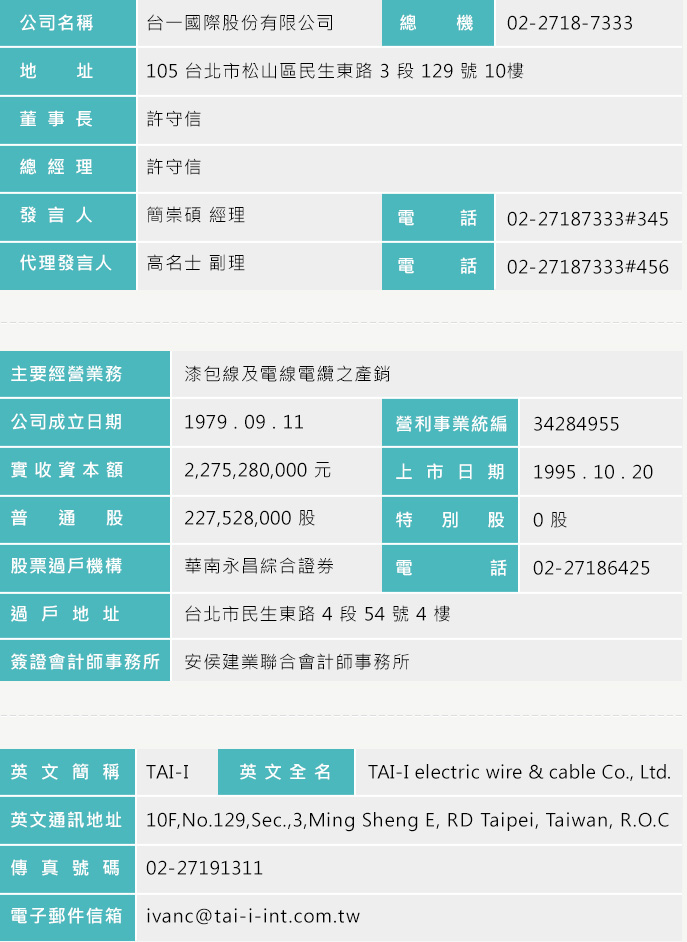 公司名稱 台一國際股份有限公司 總機 02-2718-7333
地址 105 台北市松山區民生東路 3 段 129 號 10樓
董事長 許守信
總經理 許守信
發言人 簡崇碩 經理 電話 02-27187333#345
代理發言人 高名士 副理 電話 02-27187333#456
主要經營業務 漆包線及電線電纜之產銷
公司成立日期 1979 . 09 . 11 營利事業統編 34284955
實收資本額 2,275,280,000 元 上市日期 1995 . 10 . 20
普通股 227,528,000 股 特別股 0 股
股票過戶機構 華南永昌綜合證券 電話 02-27186425
過戶地址 台北市民生東路 4 段 54 號 4 樓
簽證會計師事務所 安侯建業聯合會計師事務所
英文簡稱 TAI-I 英文全名 TAI-I electric wire & cable Co., Ltd.
英文通訊地址 10F,No.129,Sec.,3,Ming Sheng E, RD Taipei, Taiwan, R.O.C
傳真號碼 02-27191311
電子郵件信箱 ivanc@tai-i-int.com.tw